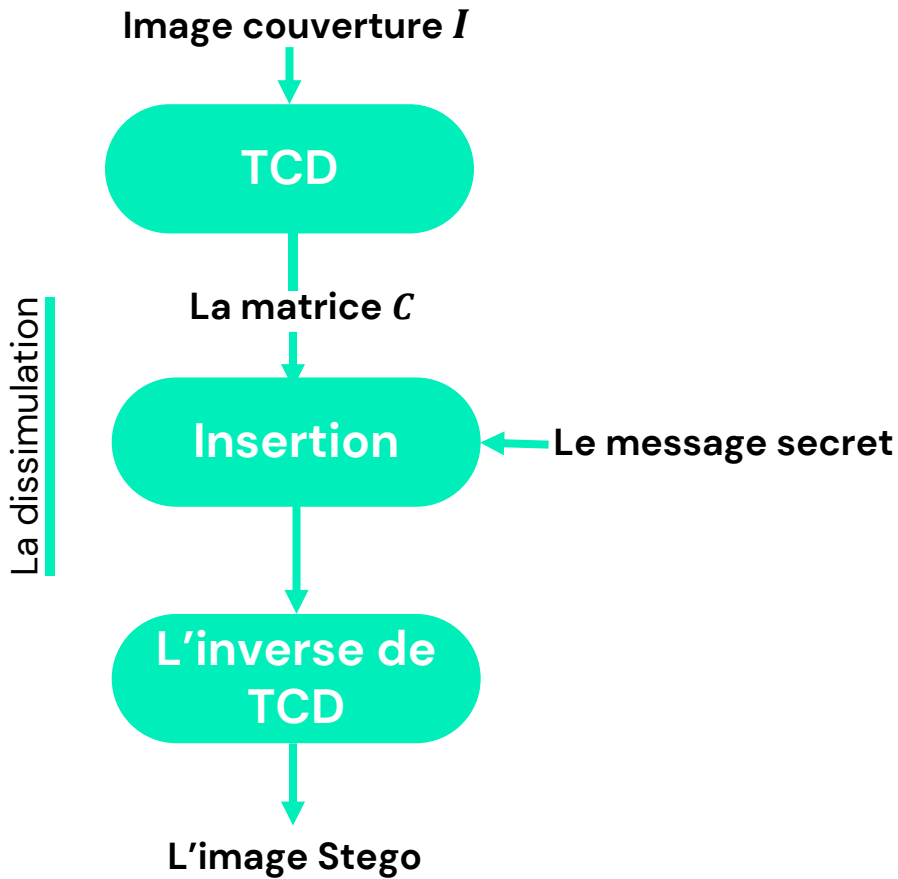 Image couverture I
TCD
La matrice C
La dissimulation
Insertion
Le message secret
L’inverse de
TCD
L’image Stego